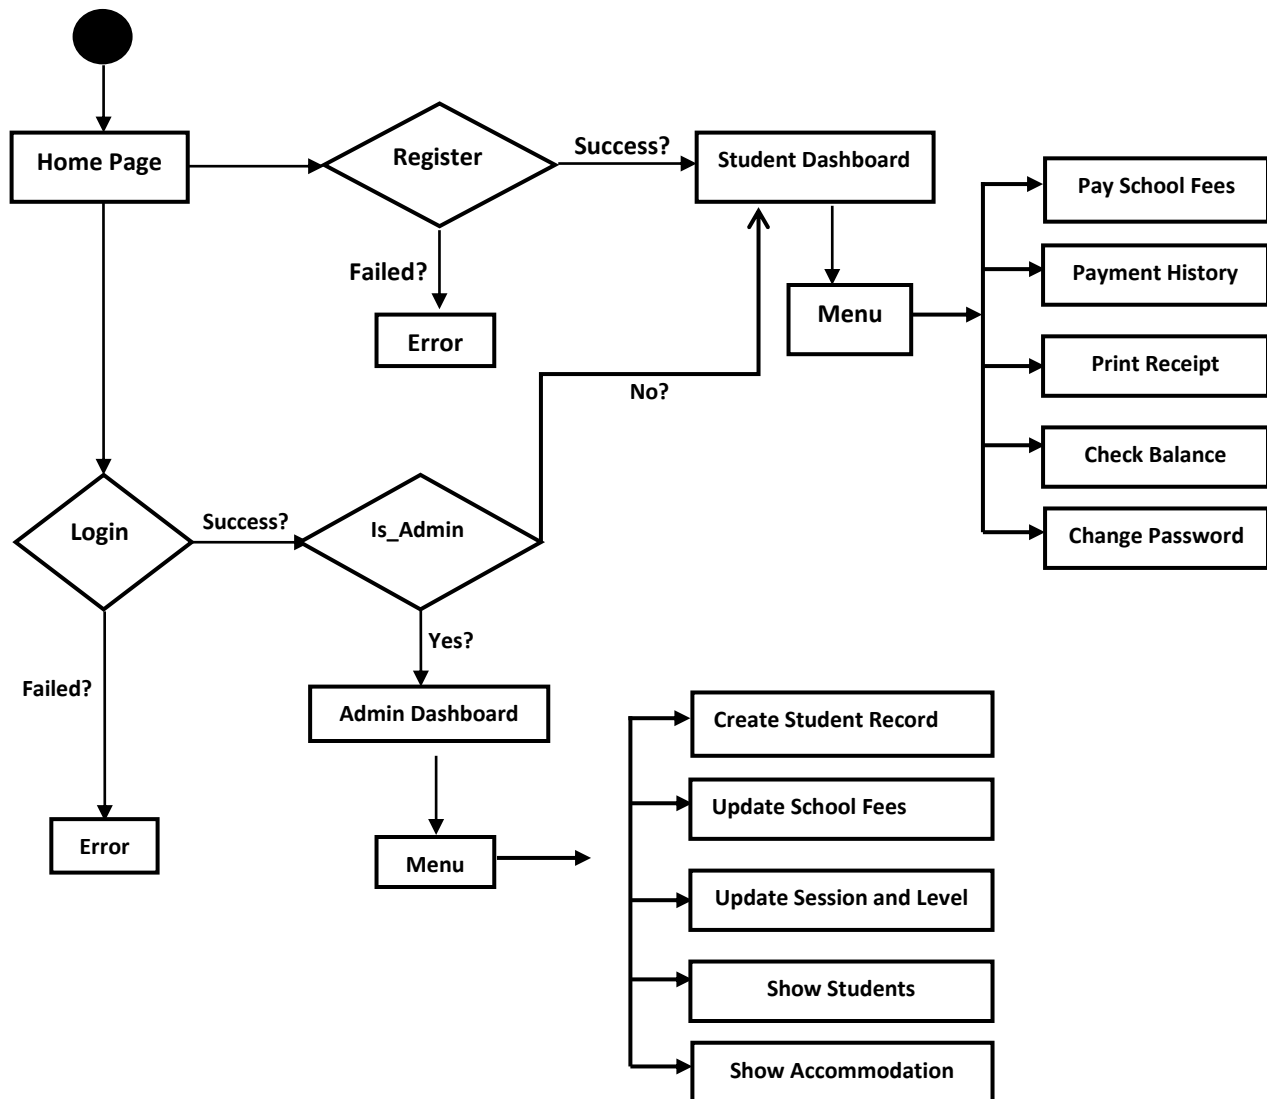 Home Page
Register
Success?
Student Dashboard
Pay School Fees
Failed?
Payment History
Menu
Error
Print Receipt
No?
Check Balance
Login
Success?
Is_Admin
Change Password
Yes?
Failed?
Admin Dashboard
Create Student Record
Update School Fees
Error
Menu
Update Session and Level
Show Students
Show Accommodation